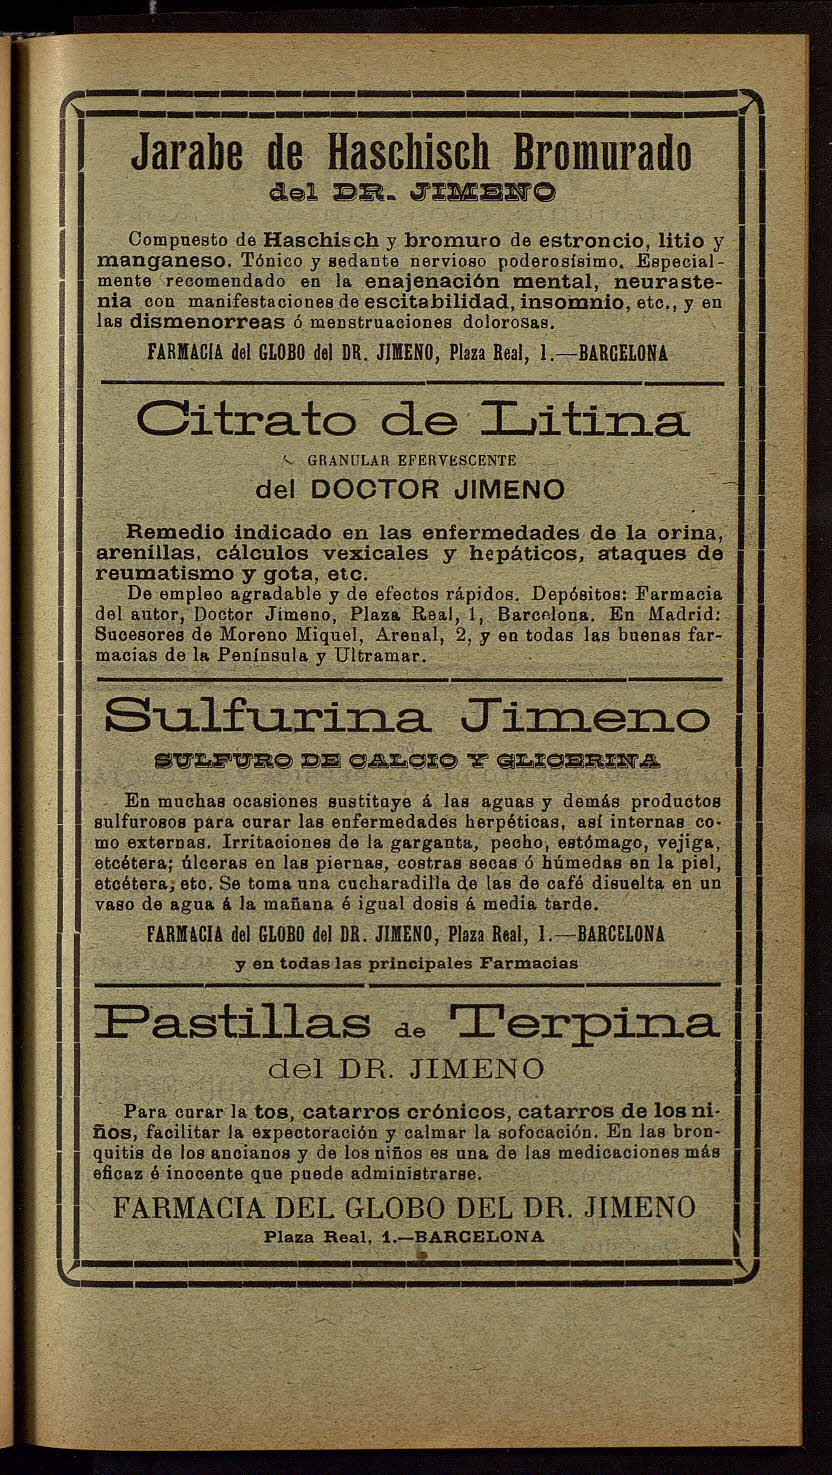 Jarabe de Haschisch Bromurado
del DR. JIMENO
Compuesto de Haschisch y bromuro de estroncio, litio y
manganeso. Tónico y sedante nervioso poderosísimo. Especial-
mente recomendado en la enajenación mental, neuraste-
nia con manifestaciones de escitabilidad, insomnio, etc., y en
las dismenorreas ó menstruaciones dolorosas.
FARMACIA del GLOBO del DR. JIMENO, Plaza Real, 1.—BARCELONA
Citrato de Litina
GRANULAR EFERVESCENTE
del DOCTOR JIMENO
Remedio indicado en las enfermedades de la orina,
arenillas, cálculos vexicales y hepáticos, ataques de
reumatismo y gota, etc.
De empleo agradable y de efectos rápidos. Depósitos: Farmacia
del autor, Doctor Jimeno, Plaza Real, 1, Barcelona. En Madrid:
Sucesores de Moreno Miquel, Arenal, 2, y en todas las buenas far-
macias de la Península y Ultramar.
Sulfurina Jimeno
SULFURO DE CALCIO Y GLICERINA
En muchas ocasiones sustituye á las aguas y demás productos
sulfurosos para curar las enfermedades herpéticas, así internas co-
mo externas. Irritaciones de la garganta, pecho, estómago, vejiga,
etcétera; úlceras en las piernas, costras secas ó húmedas en la piel,
etcétera, etc. Se toma una cucharadilla de las de café disuelta en un
vaso de agua á la mañana é igual dosis á media tarde.
FARMACIA del GLOBO del DR. JIMENO, Plaza Real, 1.—BARCELONA
y en todas las principales Farmacias
Pastillas de Terpina
del DR. JIMENO
Para curar la tos, catarros crónicos, catarros de los ni-
ños, facilitar la expectoración y calmar la sofocación. En las bron-
quitis de los ancianos y de los niños es una de las medicaciones más
eficaz é inocente que puede administrarse.
FARMACIA DEL GLOBO DEL DR. JIMENO
Plaza Real, 1.—BARCELONA